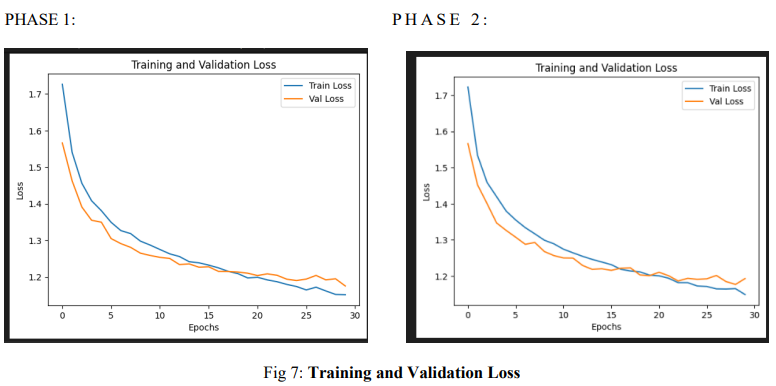 PHASE 1:
PHASE 2:
Training and Validation Loss
Train Loss
Val Loss
1.7
1.6
1.5
1.4
1.3
1.2
Loss
0 5 10 15 20 25 30
Epochs
Training and Validation Loss
Train Loss
Val Loss
1.7
1.6
1.5
1.4
1.3
1.2
Loss
0 5 10 15 20 25 30
Epochs
Fig 7: Training and Validation Loss